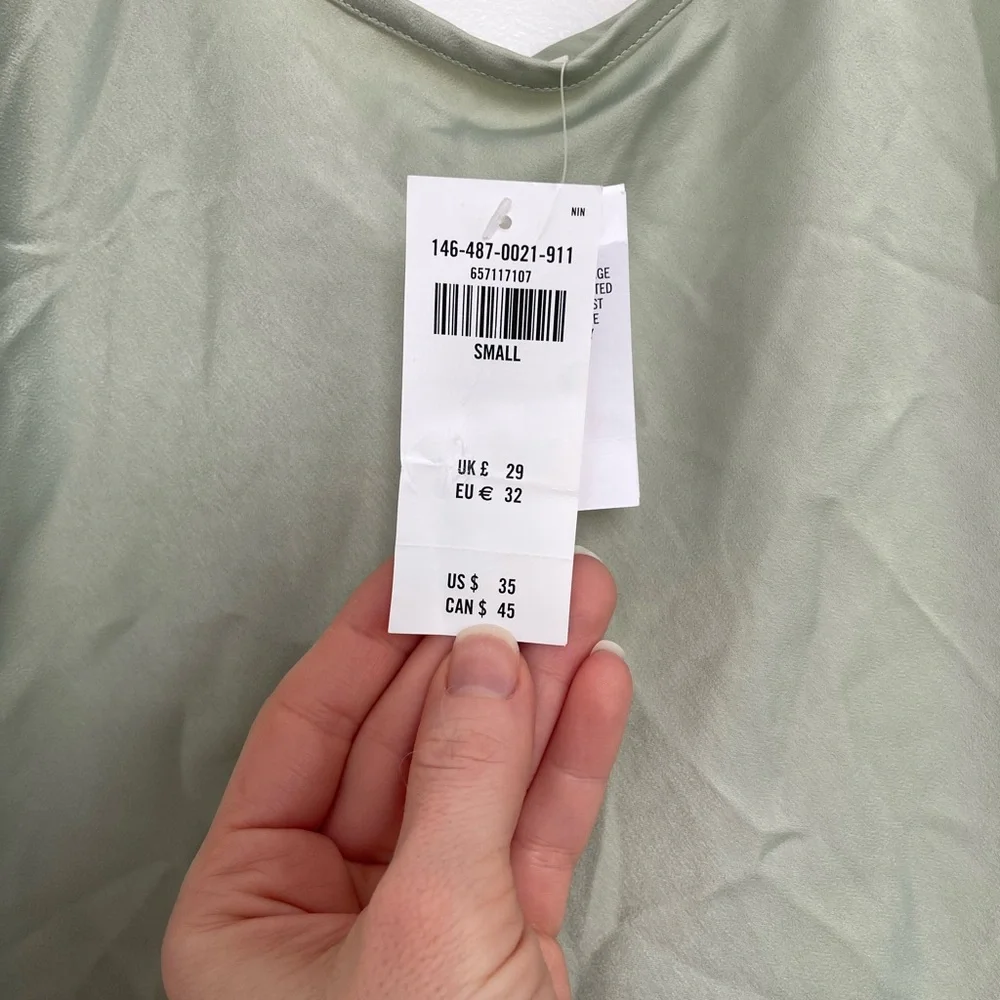 NIN
146-487-0021-911
657117107
SMALL
UK £ 29
EU € 32
US $ 35
CAN $ 45